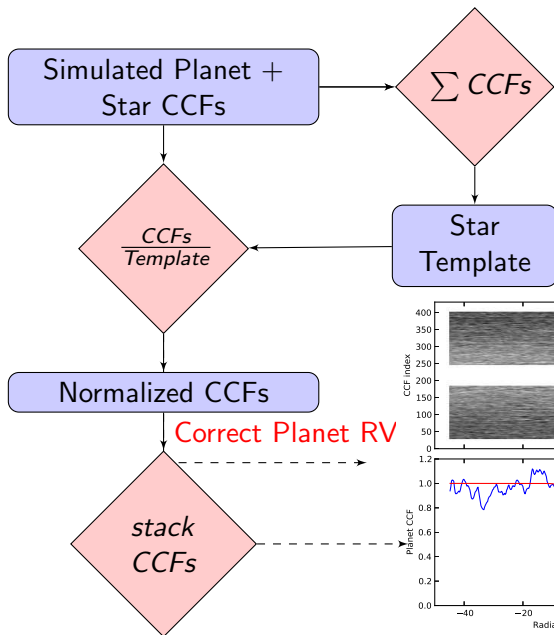 Simulated Planet +
Star CCFs
∑ CCFs
CCFs
Template
Star
Template
Normalized CCFs
Correct Planet RV
stack
CCFs
400
350
300
250
200
150
100
50
0
CCF index
1.2
1.0
0.8
0.6
0.4
0.2
0.0
Planet CCF
−40
−20
Radia